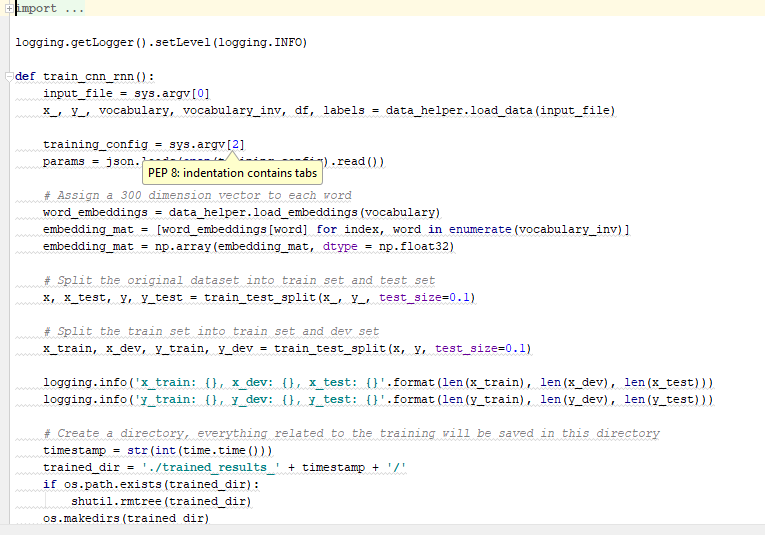 import ...
logging.getLogger().setLevel(logging.INFO)
def train_cnn_rnn():
input_file = sys.argv[0]
x_, y_, vocabulary, vocabulary_inv, df, labels = data_helper.load_data(input_file)
training_config = sys.argv[2]
params = json.loads(open(training_config).read())
PEP 8: indentation contains tabs
# Assign a 300 dimension vector to each word
word_embeddings = data_helper.load_embeddings(vocabulary)
embedding_mat = [word_embeddings[word] for index, word in enumerate(vocabulary_inv)]
embedding_mat = np.array(embedding_mat, dtype = np.float32)
# Split the original dataset into train set and test set
x, x_test, y, y_test = train_test_split(x_, y_, test_size=0.1)
# Split the train set into train set and dev set
x_train, x_dev, y_train, y_dev = train_test_split(x, y, test_size=0.1)
logging.info('x_train: {}, x_dev: {}, x_test: {}'.format(len(x_train), len(x_dev), len(x_test)))
logging.info('y_train: {}, y_dev: {}, y_test: {}'.format(len(y_train), len(y_dev), len(y_test)))
# Create a directory, everything related to the training will be saved in this directory
timestamp = str(int(time.time()))
trained_dir = './trained_results_' + timestamp + '/'
if os.path.exists(trained_dir):
shutil.rmtree(trained_dir)
os.makedirs(trained_dir)